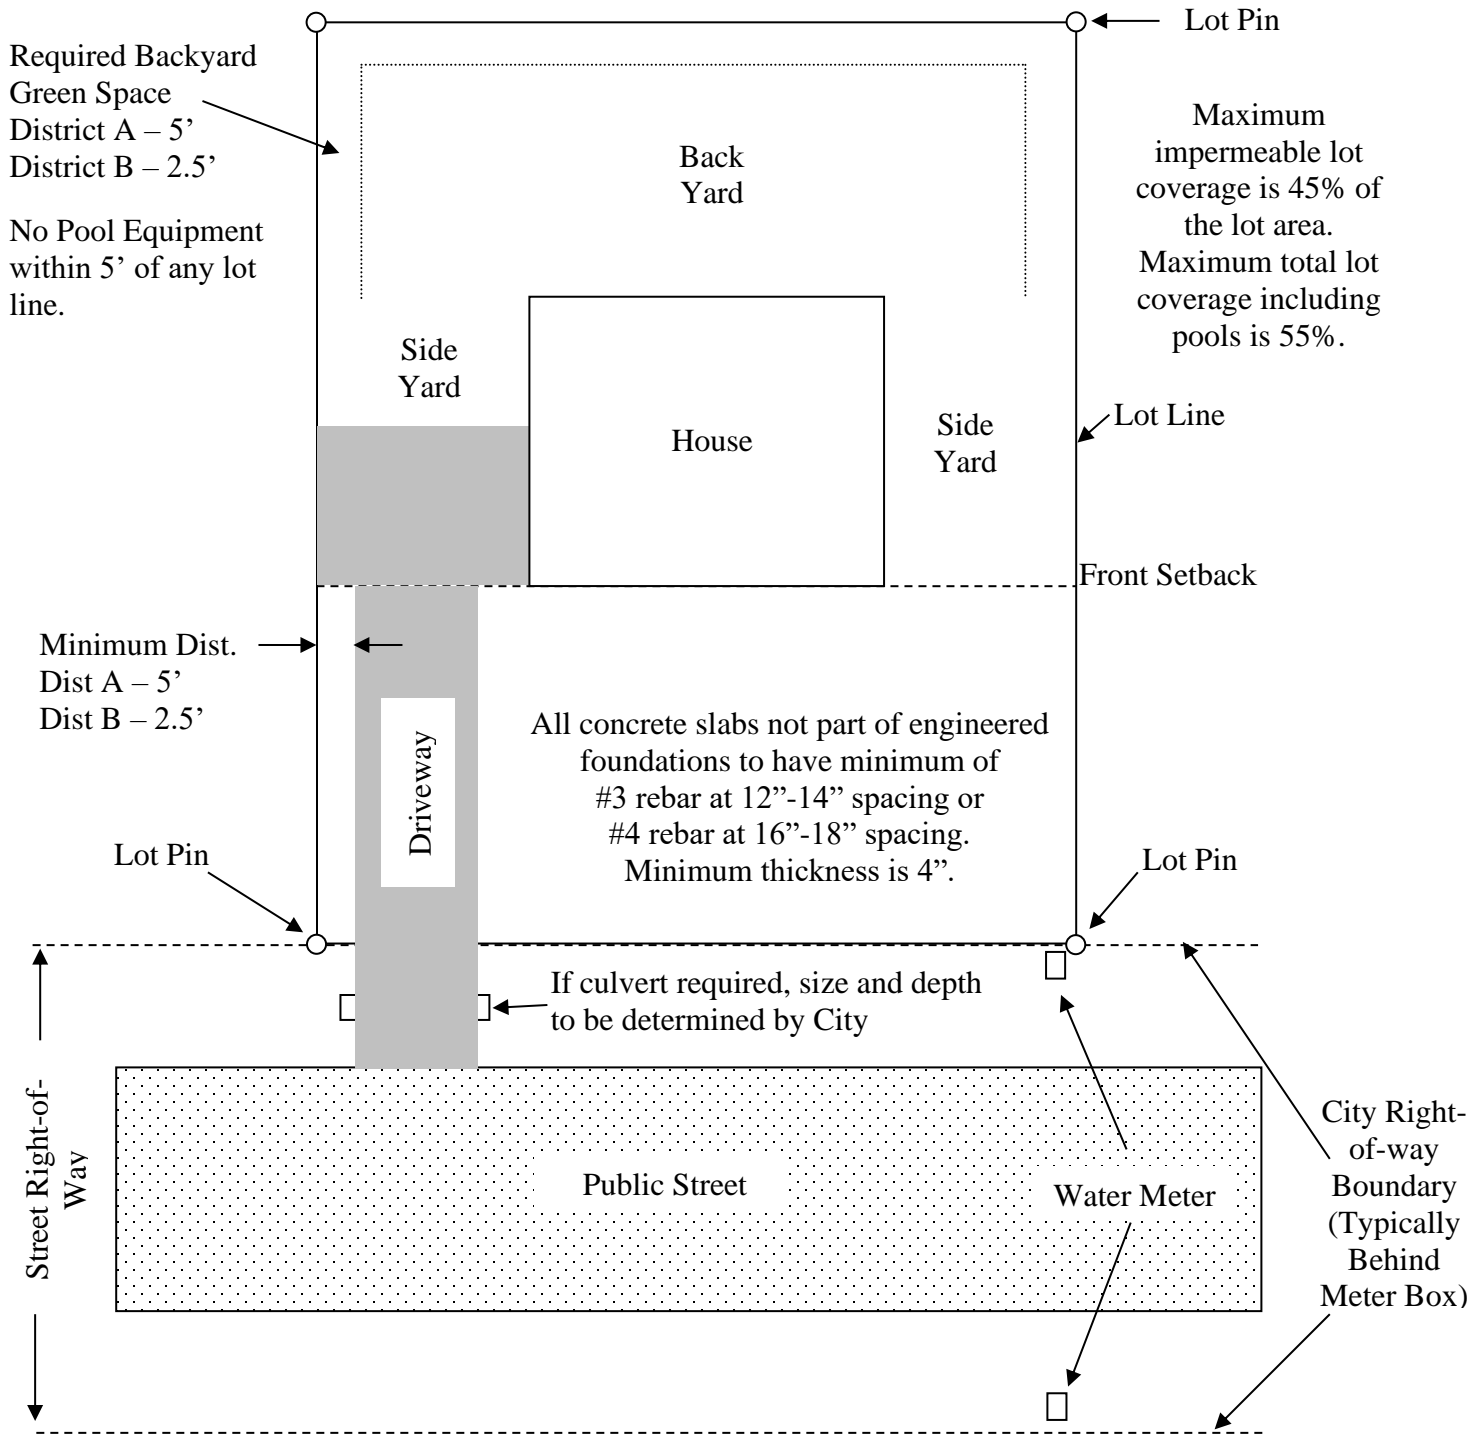 Lot Pin
Required Backyard
Green Space
District A – 5’
District B – 2.5’
No Pool Equipment
within 5’ of any lot
line.
Back
Yard
Maximum
impermeable lot
coverage is 45% of
the lot area.
Maximum total lot
coverage including
pools is 55%.
Side
Yard
House
Side
Yard
Lot Line
Front Setback
Minimum Dist.
Dist A – 5’
Dist B – 2.5’
Driveway
All concrete slabs not part of engineered
foundations to have minimum of
#3 rebar at 12”-14” spacing or
#4 rebar at 16”-18” spacing.
Minimum thickness is 4”.
Lot Pin
Lot Pin
If culvert required, size and depth
to be determined by City
Street Right-of-
Way
Public Street
Water Meter
City Right-
of-way
Boundary
(Typically
Behind
Meter Box)